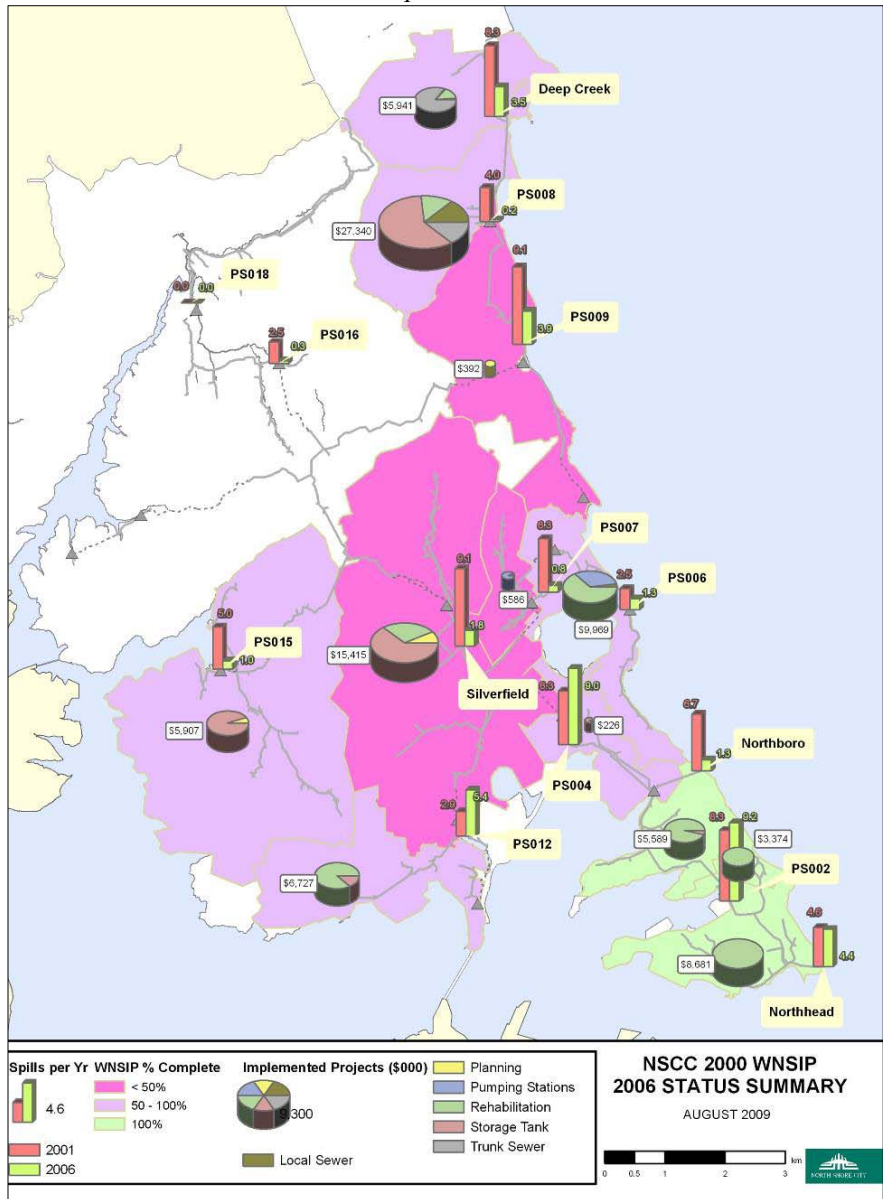 8.3
3.5
Deep Creek
$5,941
4.0
0.2
PS008
$27,340
PS018
0.0
0.0
9.1
3.9
PS009
PS016
2.5
0.3
$392
PS007
8.3
0.8
PS006
2.5
1.3
9.1
1.8
$586
$9,969
5.0
1.0
PS015
$15,415
Silverfield
8.3
9.0
$5,907
$226
6.7
1.3
Northboro
PS004
2.9
5.4
PS012
8.3
9.2
$5,589
$3,374
PS002
$6,727
4.6
4.4
$8,681
Northhead
Spills per Yr
WNSIP % Complete
Implemented Projects ($000)
4.6
2001
2006
< 50%
50 - 100%
100%
9,300
Local Sewer
Planning
Pumping Stations
Rehabilitation
Storage Tank
Trunk Sewer
NSCC 2000 WNSIP
2006 STATUS SUMMARY
AUGUST 2009
km
0 0.5 1 2 3
NORTH SHORE CITY